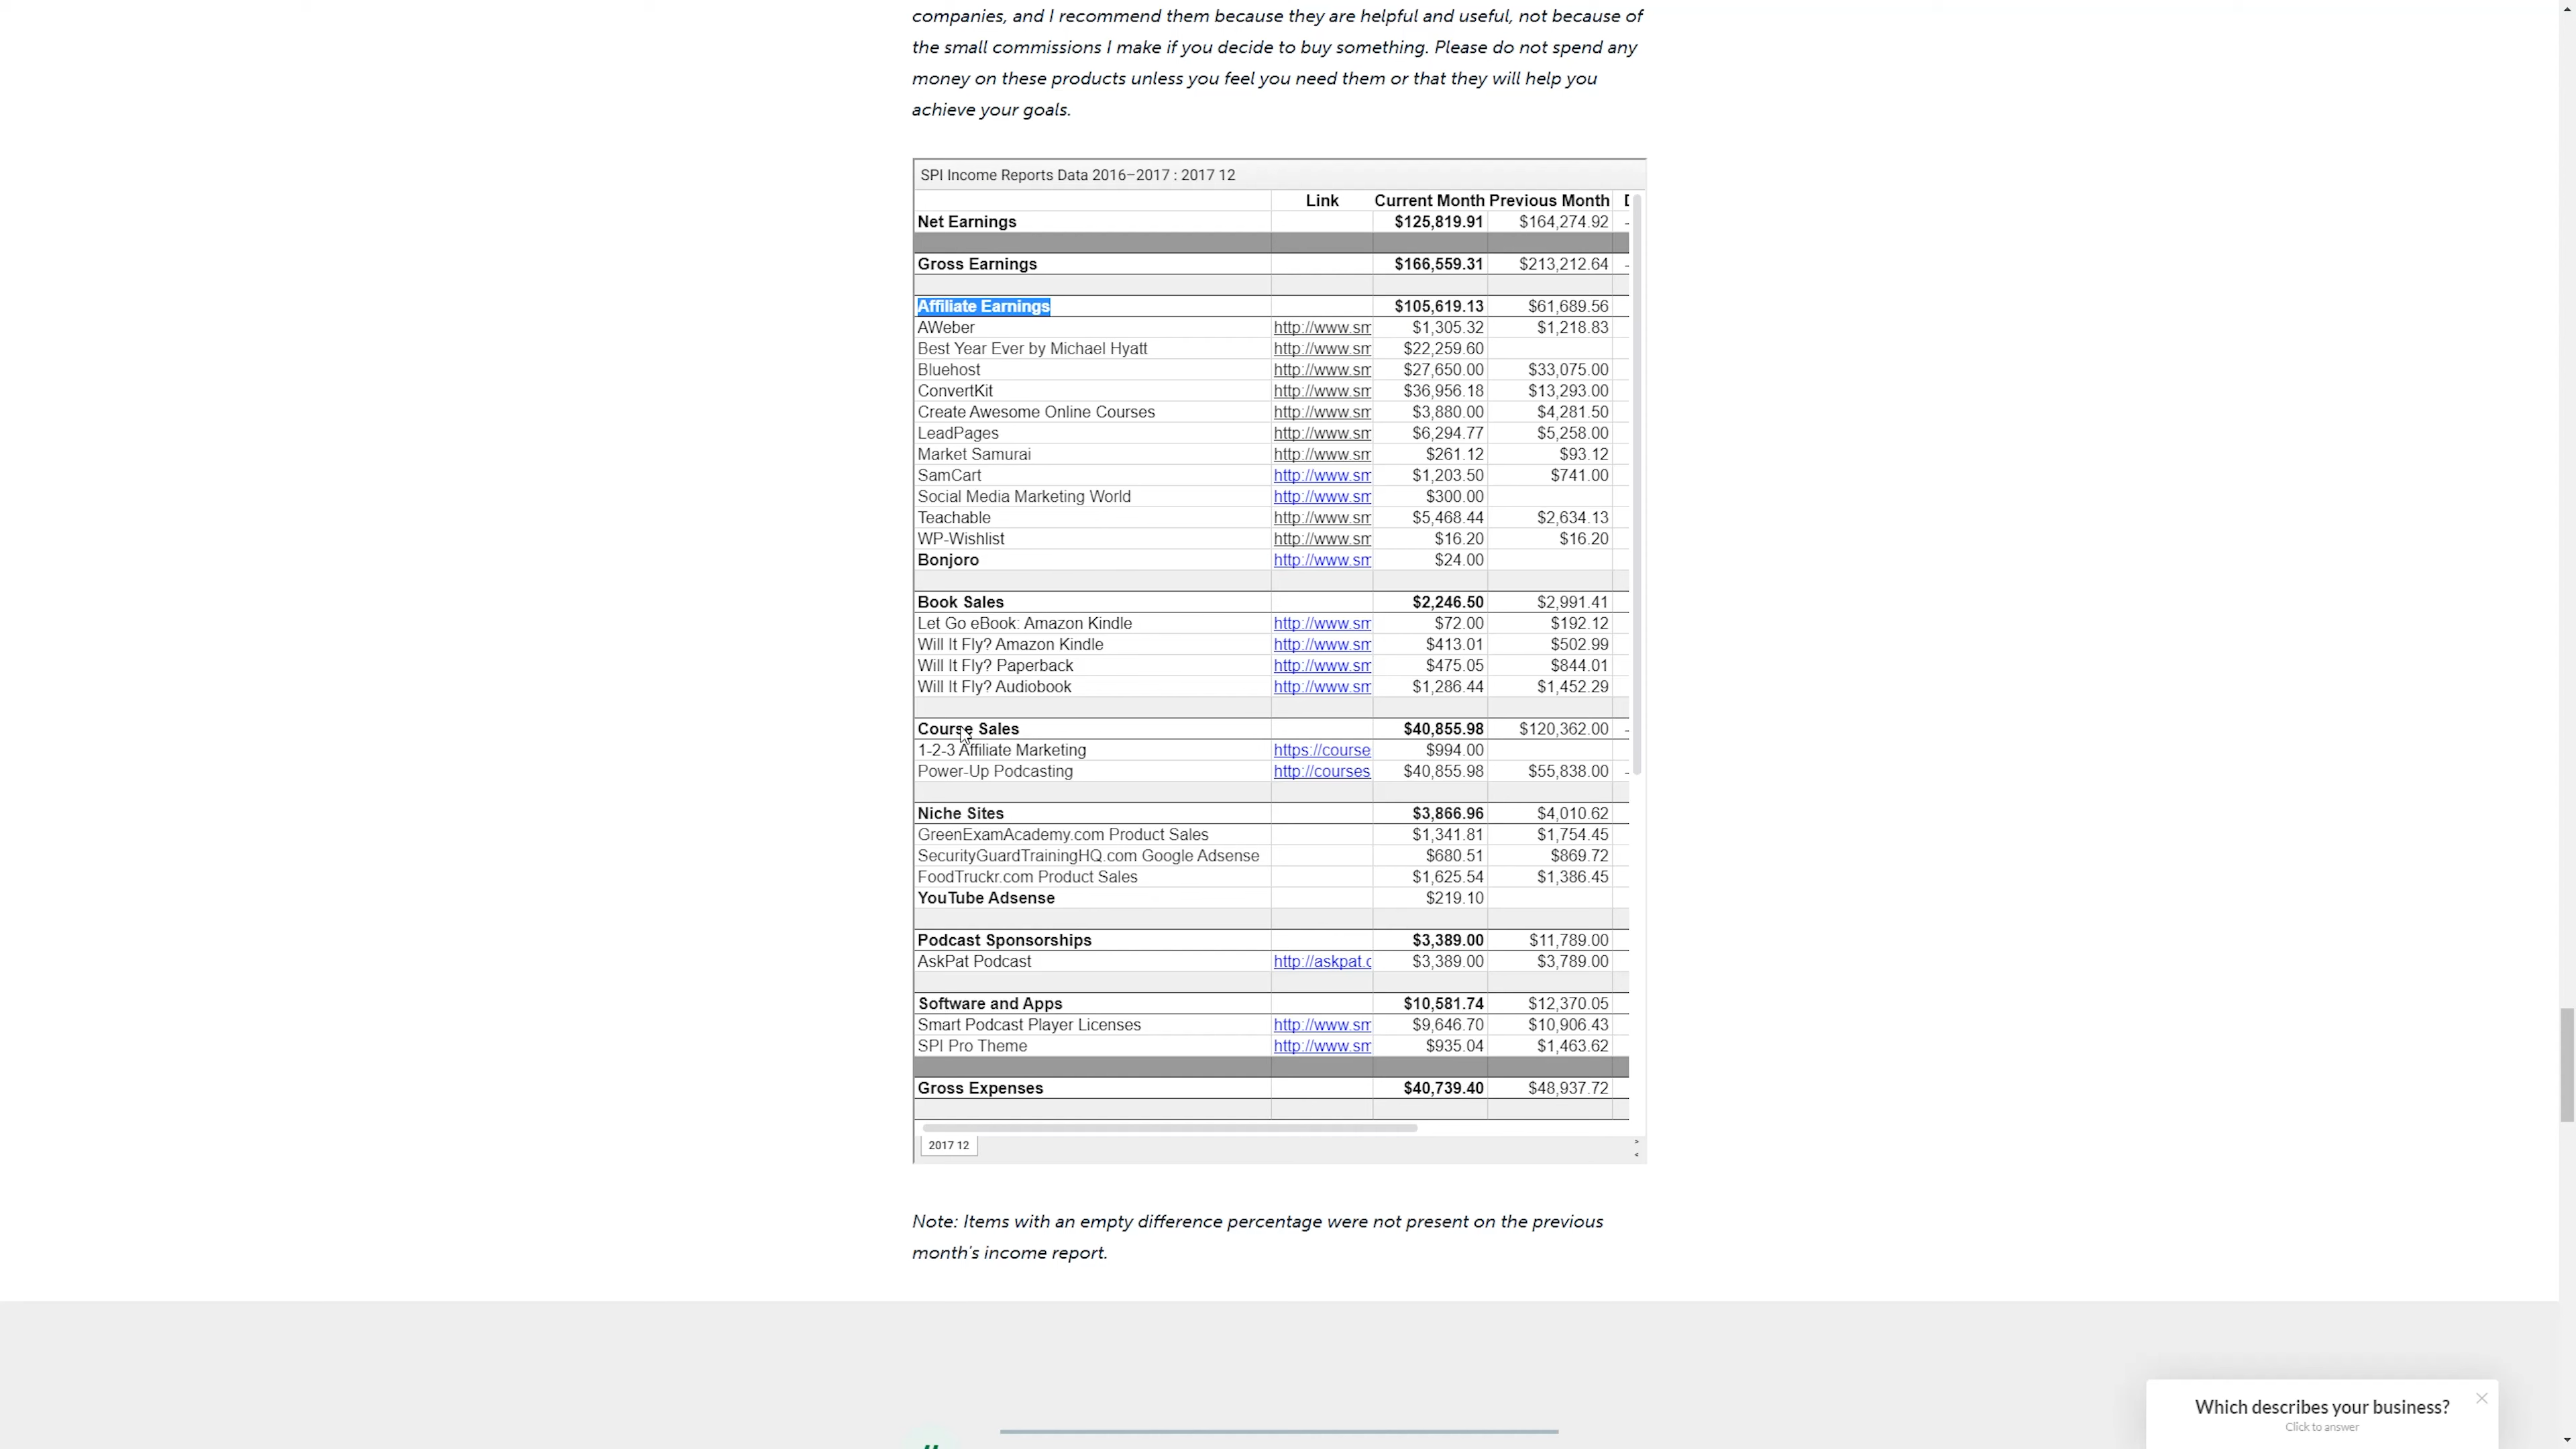 companies, and I recommend them because they are helpful and useful, not because of
the small commissions I make if you decide to buy something. Please do not spend any
money on these products unless you feel you need them or that they will help you
achieve your goals.
SPI Income Reports Data 2016–2017 : 2017 12
Link Current Month Previous Month
Net Earnings $125,819.91 $164,274.92 -
Gross Earnings $166,559.31 $213,212.64 -
Affiliate Earnings $105,619.13 $61,689.56
AWeber http://www.sm $1,305.32 $1,218.83
Best Year Ever by Michael Hyatt http://www.sm $22,259.60
Bluehost http://www.sm $27,650.00 $33,075.00
ConvertKit http://www.sm $36,956.18 $13,293.00
Create Awesome Online Courses http://www.sm $3,880.00 $4,281.50
LeadPages http://www.sm $6,294.77 $5,258.00
Market Samurai http://www.sm $261.12 $93.12
SamCart http://www.sm $1,203.50 $741.00
Social Media Marketing World http://www.sm $300.00
Teachable http://www.sm $5,468.44 $2,634.13
WP-Wishlist http://www.sm $16.20 $16.20
Bonjoro http://www.sm $24.00
Book Sales $2,246.50 $2,991.41
Let Go eBook: Amazon Kindle http://www.sm $72.00 $192.12
Will It Fly? Amazon Kindle http://www.sm $413.01 $502.99
Will It Fly? Paperback http://www.sm $475.05 $844.01
Will It Fly? Audiobook http://www.sm $1,286.44 $1,452.29
Course Sales $40,855.98 $120,362.00 -
1-2-3 Affiliate Marketing https://course $994.00
Power-Up Podcasting http://courses. $40,855.98 $55,838.00 -
Niche Sites $3,866.96 $4,010.62
GreenExamAcademy.com Product Sales $1,341.81 $1,754.45
SecurityGuardTrainingHQ.com Google Adsense $680.51 $869.72
FoodTruckr.com Product Sales $1,625.54 $1,386.45
YouTube Adsense $219.10
Podcast Sponsorships $3,389.00 $11,789.00
AskPat Podcast http://askpat.c $3,389.00 $3,789.00
Software and Apps $10,581.74 $12,370.05
Smart Podcast Player Licenses http://www.sm $9,646.70 $10,906.43
SPI Pro Theme http://www.sm $935.04 $1,463.62
Gross Expenses $40,739.40 $48,937.72
2017 12
Note: Items with an empty difference percentage were not present on the previous
month's income report.
Which describes your business?
Click to answer